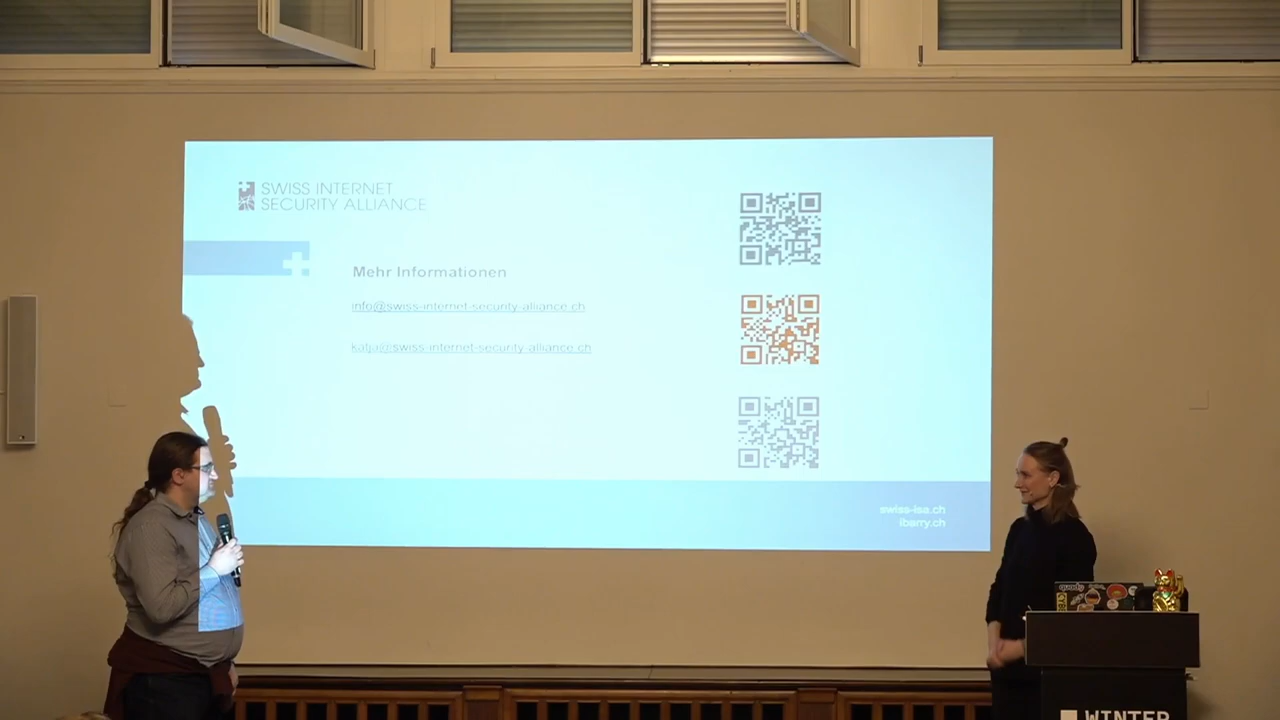 SWISS INTERNET
SECURITY ALLIANCE
Mehr Informationen
info@swiss-internet-security-alliance.ch
katja@swiss-internet-security-alliance.ch
swiss-isa.ch
ibarry.ch
WINTER